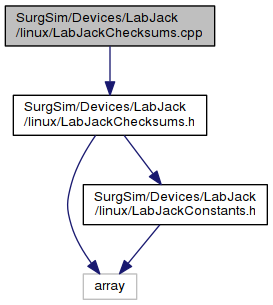 SurgSim/Devices/LabJack
/linux/LabJackChecksums.cpp
SurgSim/Devices/LabJack
/linux/LabJackChecksums.h
SurgSim/Devices/LabJack
/linux/LabJackConstants.h
array